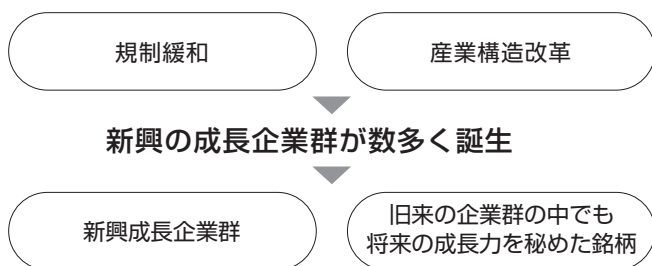 規制緩和
産業構造改革
新興の成長企業群が数多く誕生
新興成長企業群
旧来の企業群の中でも
将来の成長力を秘めた銘柄